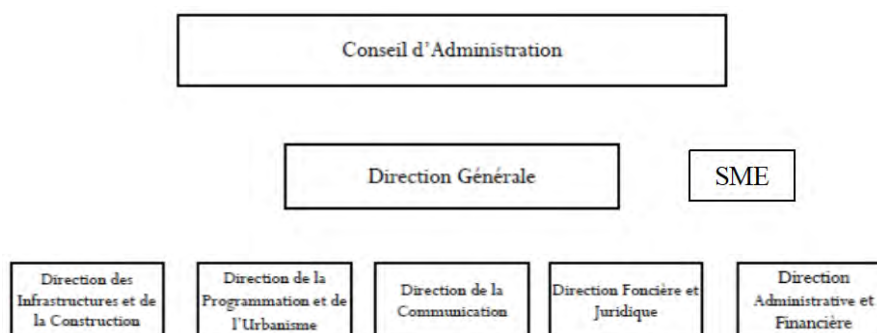 Conseil d'Administration
Direction Générale
SME
Direction des
Infrastructures et de
la Construction
Direction de la
Programmation et de
l'Urbanisme
Direction de la
Communication
Direction Foncière et
Juridique
Direction
Administrative et
Financière